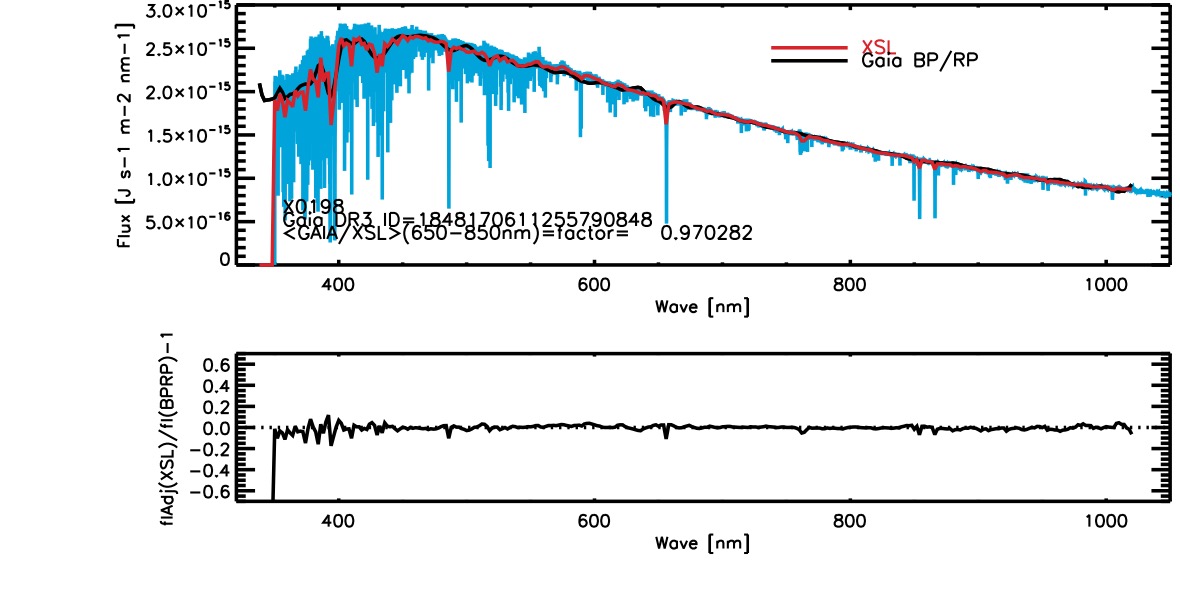 3.0×10−15
2.5×10−15
2.0×10−15
1.5×10−15
1.0×10−15
5.0×10−16
0
Flux [J s−1 m−2 nm−1]
XSL
Gaia BP/RP
X0198
Gaia DR3 ID=1848170611255790848
<GAIA/XSL>(650−850nm)=factor= 0.970282
400 600 800 1000
Wave [nm]
0.6
0.4
0.2
0.0
−0.2
−0.4
−0.6
flAdj(XSL)/fl(BPRP)−1
400 600 800 1000
Wave [nm]